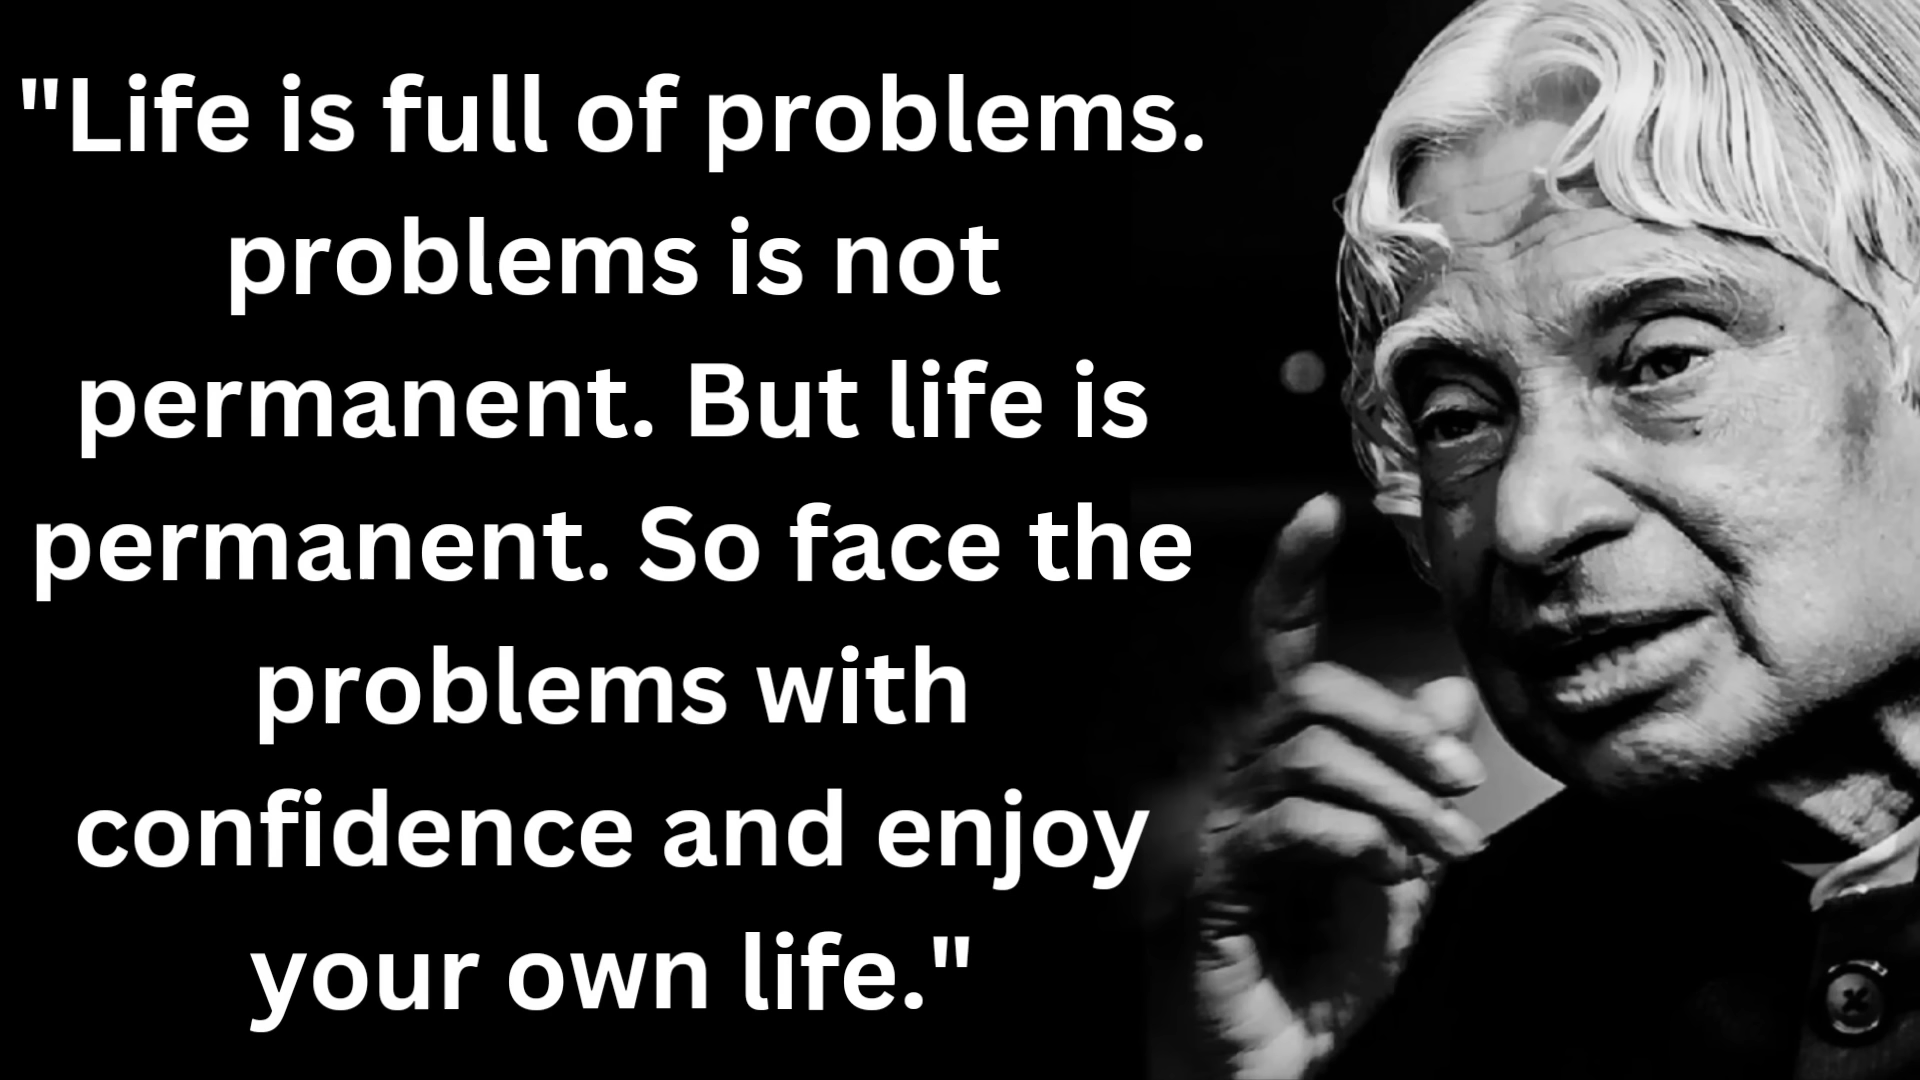 "Life is full of problems.
problems is not
permanent. But life is
permanent. So face the
problems with
confidence and enjoy
your own life."